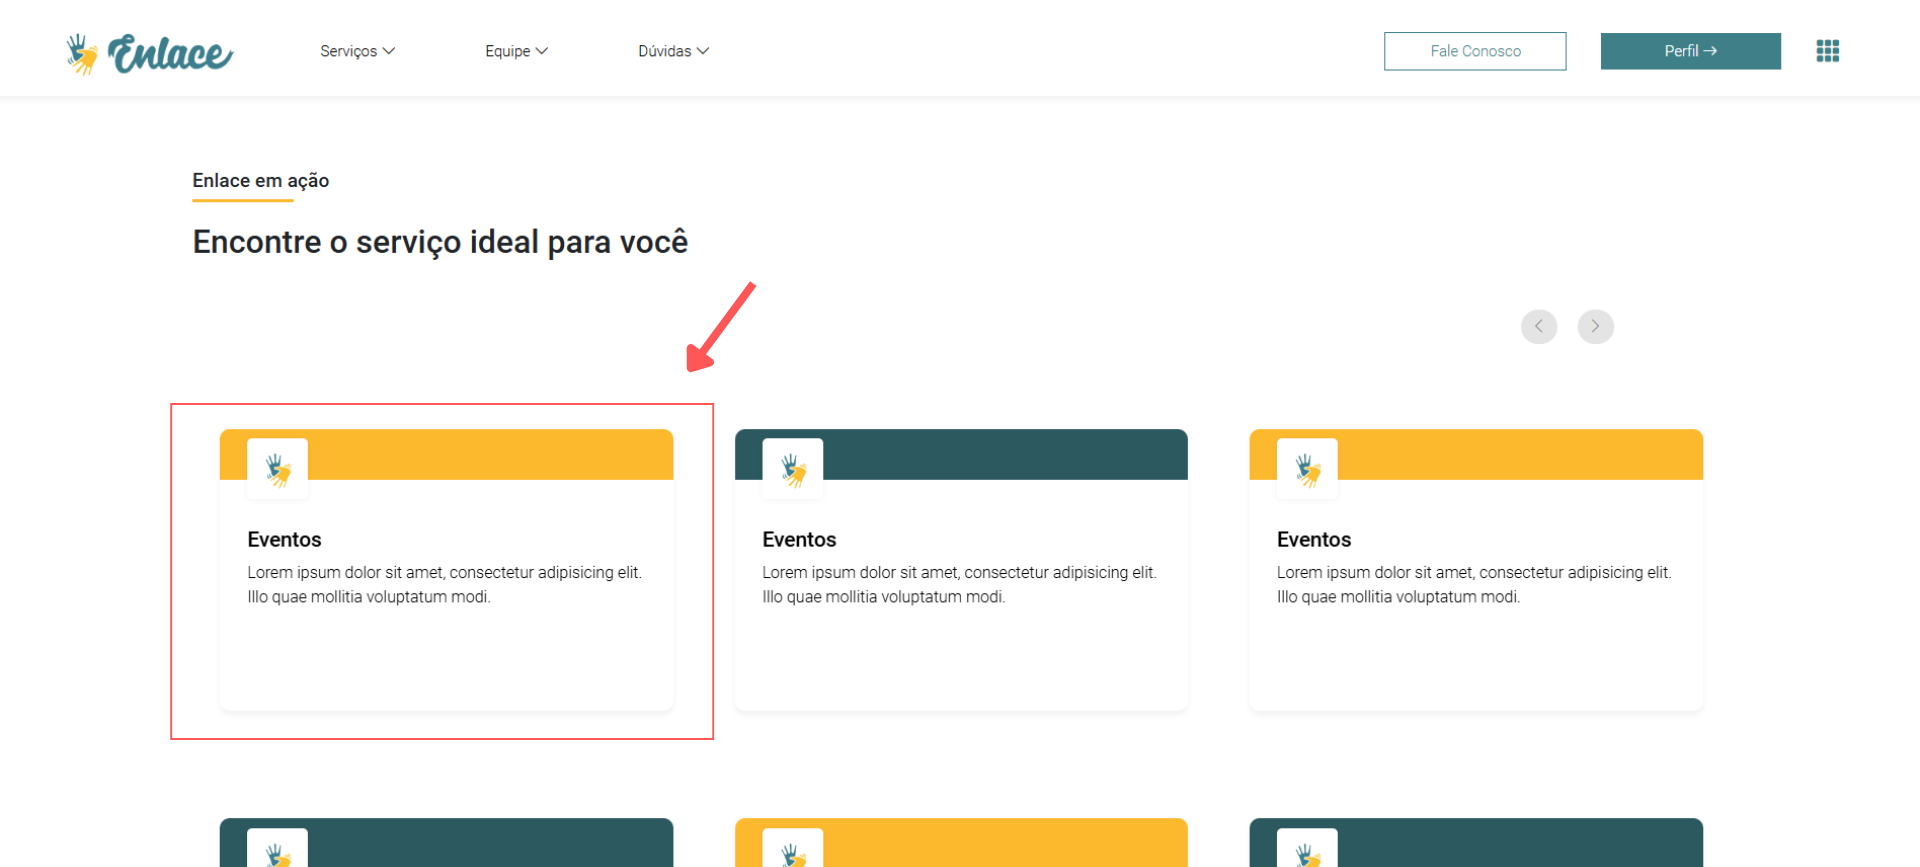 Enlace
Serviços
Equipe
Dúvidas
Fale Conosco
Perfil →
Enlace em ação
Encontre o serviço ideal para você
Eventos
Lorem ipsum dolor sit amet, consectetur adipisicing elit.
Illo quae mollitia voluptatum modi.
Eventos
Lorem ipsum dolor sit amet, consectetur adipisicing elit.
Illo quae mollitia voluptatum modi.
Eventos
Lorem ipsum dolor sit amet, consectetur adipisicing elit.
Illo quae mollitia voluptatum modi.